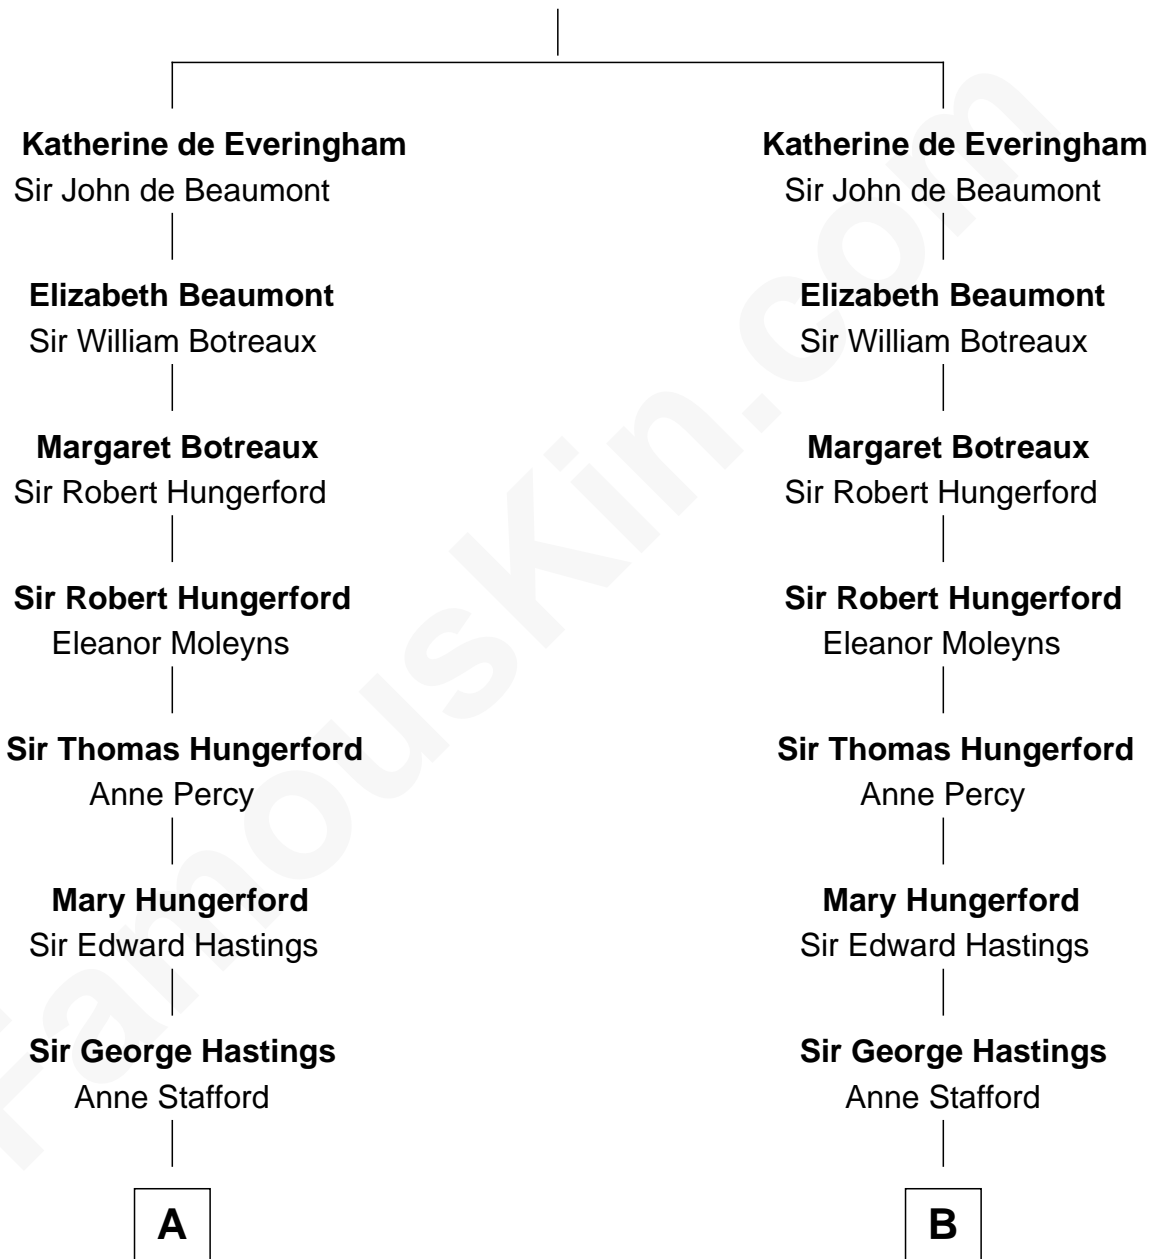 Katherine de Everingham
Sir John de Beaumont
Elizabeth Beaumont
Sir William Botreaux
Margaret Botreaux
Sir Robert Hungerford
Sir Robert Hungerford
Eleanor Moleyns
Sir Thomas Hungerford
Anne Percy
Mary Hungerford
Sir Edward Hastings
Sir George Hastings
Anne Stafford
A
Katherine de Everingham
Sir John de Beaumont
Elizabeth Beaumont
Sir William Botreaux
Margaret Botreaux
Sir Robert Hungerford
Sir Robert Hungerford
Eleanor Moleyns
Sir Thomas Hungerford
Anne Percy
Mary Hungerford
Sir Edward Hastings
Sir George Hastings
Anne Stafford
B
FamousKin.com